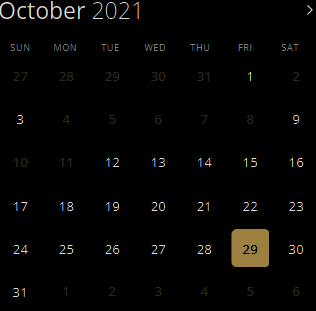 October 2021
SUN MON TUE WED THU FRI SAT
27 28 29 30 31 1 2
3 4 5 6 7 8 9
10 11 12 13 14 15 16
17 18 19 20 21 22 23
24 25 26 27 28 29 30
31 1 2 3 4 5 6